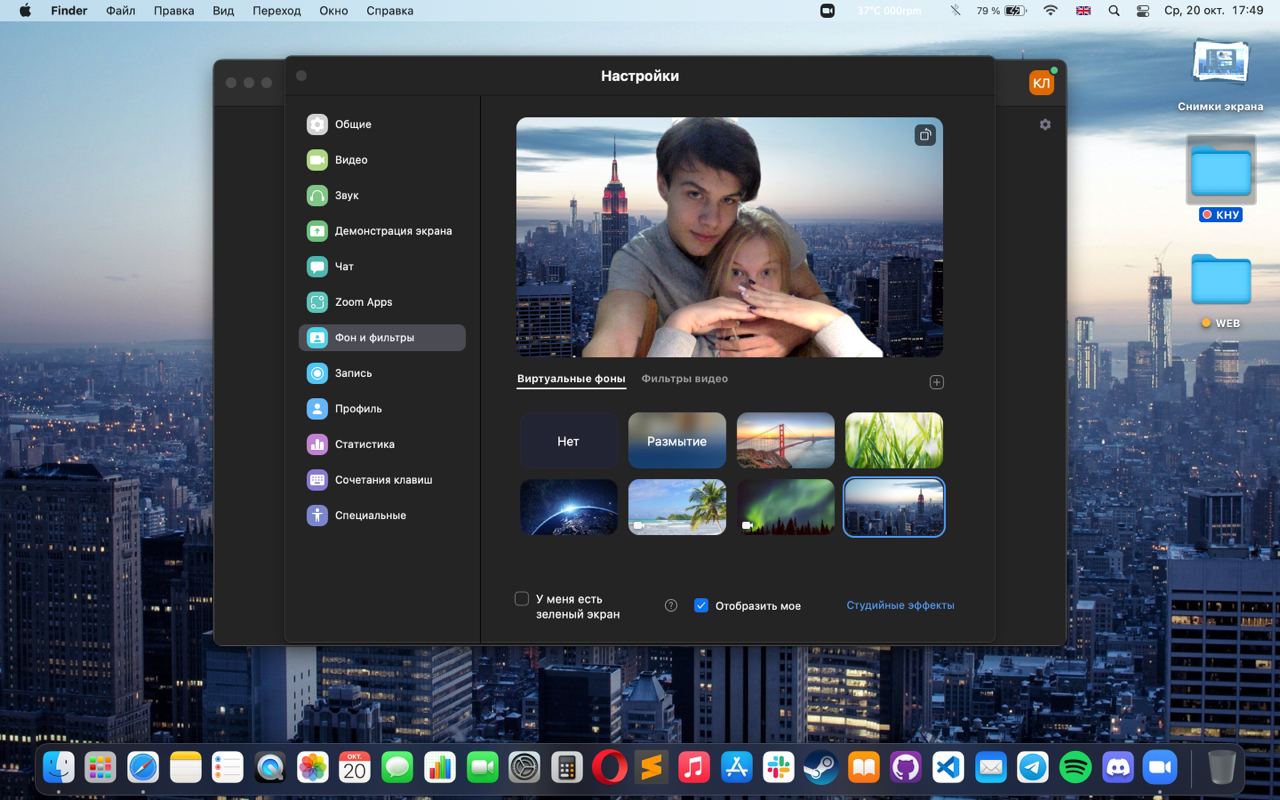 Finder Файл Правка Вид Переход Окно Справка
37°C 000rpm 79 % Ср, 20 окт. 17:49
Настройки
КЛ
Снимки экрана
КНУ
WEB
Общие
Видео
Звук
Демонстрация экрана
Чат
Zoom Apps
Фон и фильтры
Запись
Профиль
Статистика
Сочетания клавиш
Специальные
Виртуальные фоны Фильтры видео
Нет Размытие
У меня есть
зеленый экран
? Отобразить мое Студийные эффекты
ОКТ.
20